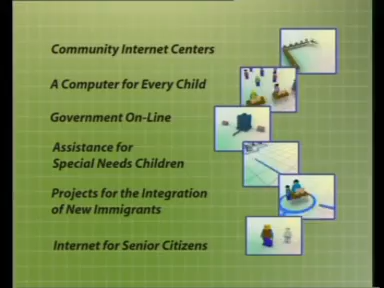 Community Internet Centers
A Computer for Every Child
Government On-Line
Assistance for
Special Needs Children
Projects for the Integration
of New Immigrants
Internet for Senior Citizens